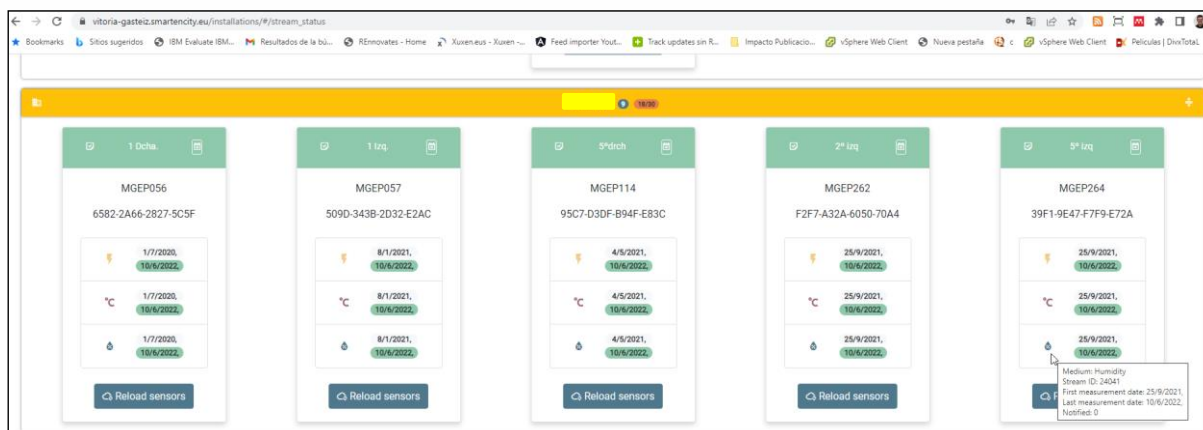 vitoria-gasteiz.smartencity.eu/installations/#/stream_status
Bookmarks Sitios sugeridos IBM Evaluate IBM... Resultados de la bú... REnnovates - Home Xuxen.eus - Xuxen -... Feed importer Yout... Track updates sin R... Impacto Publicacio... vSphere Web Client Nueva pestaña c vSphere Web Client Peliculas | DivxTotaL
18/30
1 Dcha. 1 Izq. 5ºdrch 2º izq 5º izq
MGEP056 MGEP057 MGEP114 MGEP262 MGEP264
6582-2A66-2827-5C5F 509D-343B-2D32-E2AC 95C7-D3DF-B94F-E83C F2F7-A32A-6050-70A4 39F1-9E47-F7F9-E72A
1/7/2020, 8/1/2021, 4/5/2021, 25/9/2021, 25/9/2021,
10/6/2022, 10/6/2022, 10/6/2022, 10/6/2022, 10/6/2022,
°C 1/7/2020, °C 8/1/2021, °C 4/5/2021, °C 25/9/2021, °C 25/9/2021,
10/6/2022, 10/6/2022, 10/6/2022, 10/6/2022, 10/6/2022,
1/7/2020, 8/1/2021, 4/5/2021, 25/9/2021, 25/9/2021,
10/6/2022, 10/6/2022, 10/6/2022, 10/6/2022, 10/6/2022,
Reload sensors Reload sensors Reload sensors Reload sensors
Medium: Humidity
Stream ID: 24041
First measurement date: 25/9/2021,
Last measurement date: 10/6/2022,
Notified: 0